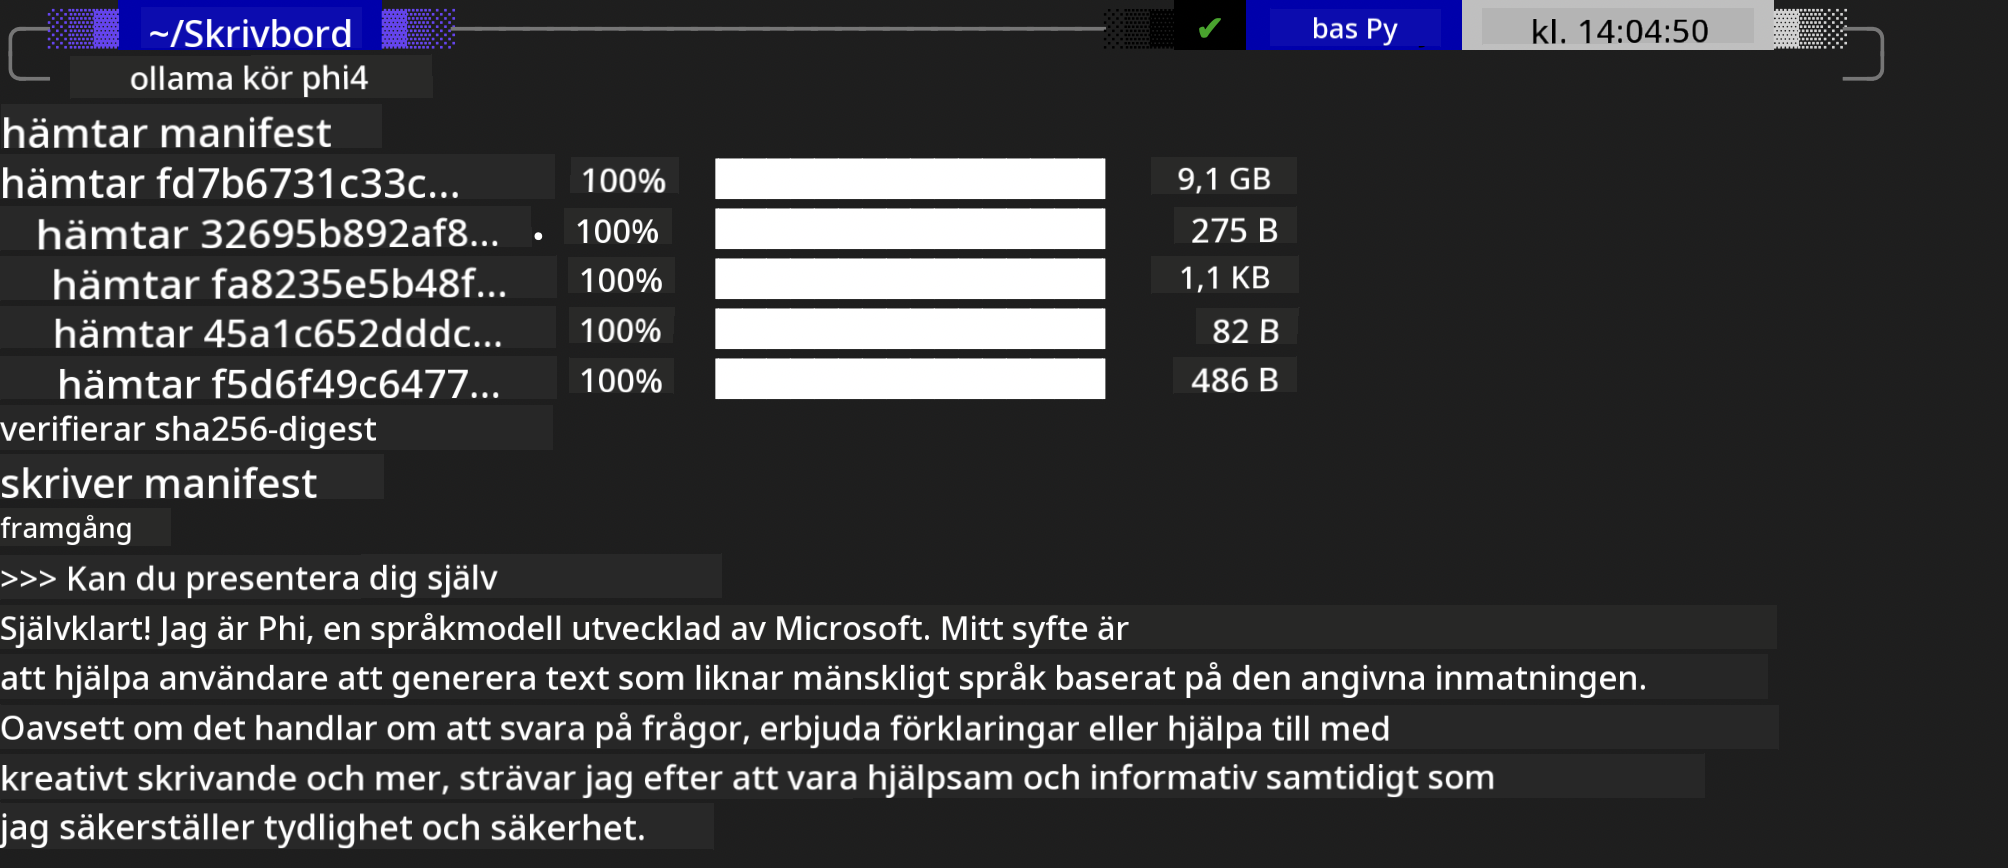 ~/Skrivbord ✔ bas Py kl. 14:04:50
ollama kör phi4
hämtar manifest
hämtar fd7b6731c33c... 100% 9,1 GB
hämtar 32695b892af8... 100% 275 B
hämtar fa8235e5b48f... 100% 1,1 KB
hämtar 45a1c652dddc... 100% 82 B
hämtar f5d6f49c6477... 100% 486 B
verifierar sha256-digest
skriver manifest
framgång
>>> Kan du presentera dig själv
Självklart! Jag är Phi, en språkmodell utvecklad av Microsoft. Mitt syfte är
att hjälpa användare att generera text som liknar mänskligt språk baserat på den angivna inmatningen.
Oavsett om det handlar om att svara på frågor, erbjuda förklaringar eller hjälpa till med
kreativt skrivande och mer, strävar jag efter att vara hjälpsam och informativ samtidigt som
jag säkerställer tydlighet och säkerhet.